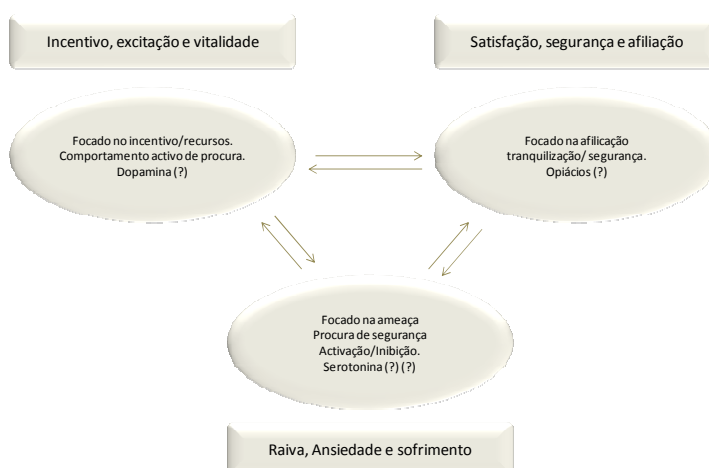 Incentivo, excitação e vitalidade
Satisfação, segurança e afiliação
Focado no incentivo/recursos.
Comportamento activo de procura.
Dopamina (?)
Focado na afilicação
tranquilização/ segurança.
Opiácios (?)
Focado na ameaça
Procura de segurança
Activação/Inibição.
Serotonina (?) (?)
Raiva, Ansiedade e sofrimento